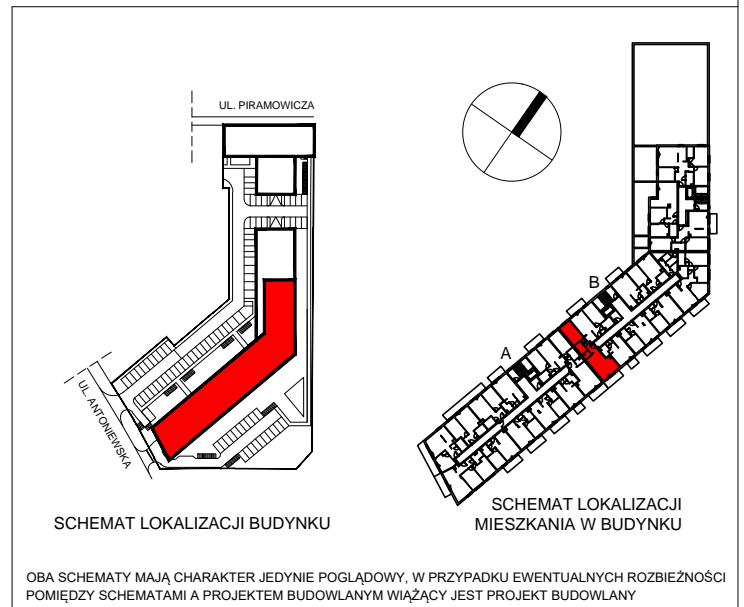 UL. PIRAMOWICZA
B
A
UL. ANTONIEWSKA
SCHEMAT LOKALIZACJI BUDYNKU
SCHEMAT LOKALIZACJI
MIESZKANIA W BUDYNKU
OBA SCHEMATY MAJĄ CHARAKTER JEDYNIE POGLĄDOWY, W PRZYPADKU EWENTUALNYCH ROZBIEŻNOŚCI
POMIĘDZY SCHEMATAMI A PROJEKTEM BUDOWLANYM WIĄŻĄCY JEST PROJEKT BUDOWLANY